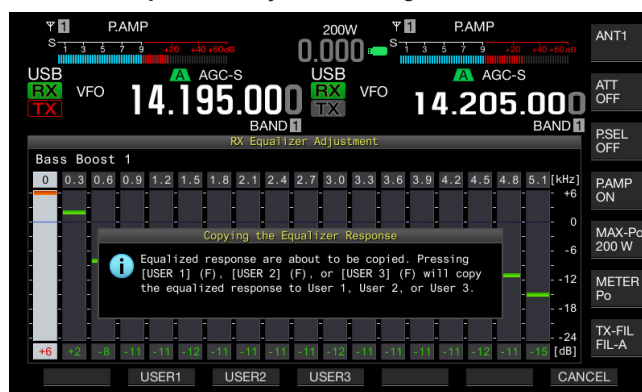 1 P.AMP 200W 1 P.AMP ANT1
S 1 3 5 7 9 +20 +40 +60dB 0.000 S 1 3 5 7 9 +20 +40 +60dB
USB A AGC-S USB A AGC-S ATT
RX VFO 14.195.000 RX VFO 14.205.000 OFF
TX TX
BAND 1 BAND 1 P.SEL
RX Equalizer Adjustment OFF
Bass Boost 1
0 0.3 0.6 0.9 1.2 1.5 1.8 2.1 2.4 2.7 3.0 3.3 3.6 3.9 4.2 4.5 4.8 5.1 [kHz] P.AMP
+6 ON
0
Copying the Equalizer Response MAX-Po
Equalized response are about to be copied. Pressing -6 200 W
[USER 1] (F), [USER 2] (F), or [USER 3] (F) will copy
the equalized response to User 1, User 2, or User 3. -12 METER
Po
-18
TX-FIL
-24 FIL-A
+6 +2 -8 -11 -11 -12 -11 -11 -11 -11 -11 -11 -11 -11 -12 -11 -11 -15 [dB]
USER1 USER2 USER3 CANCEL